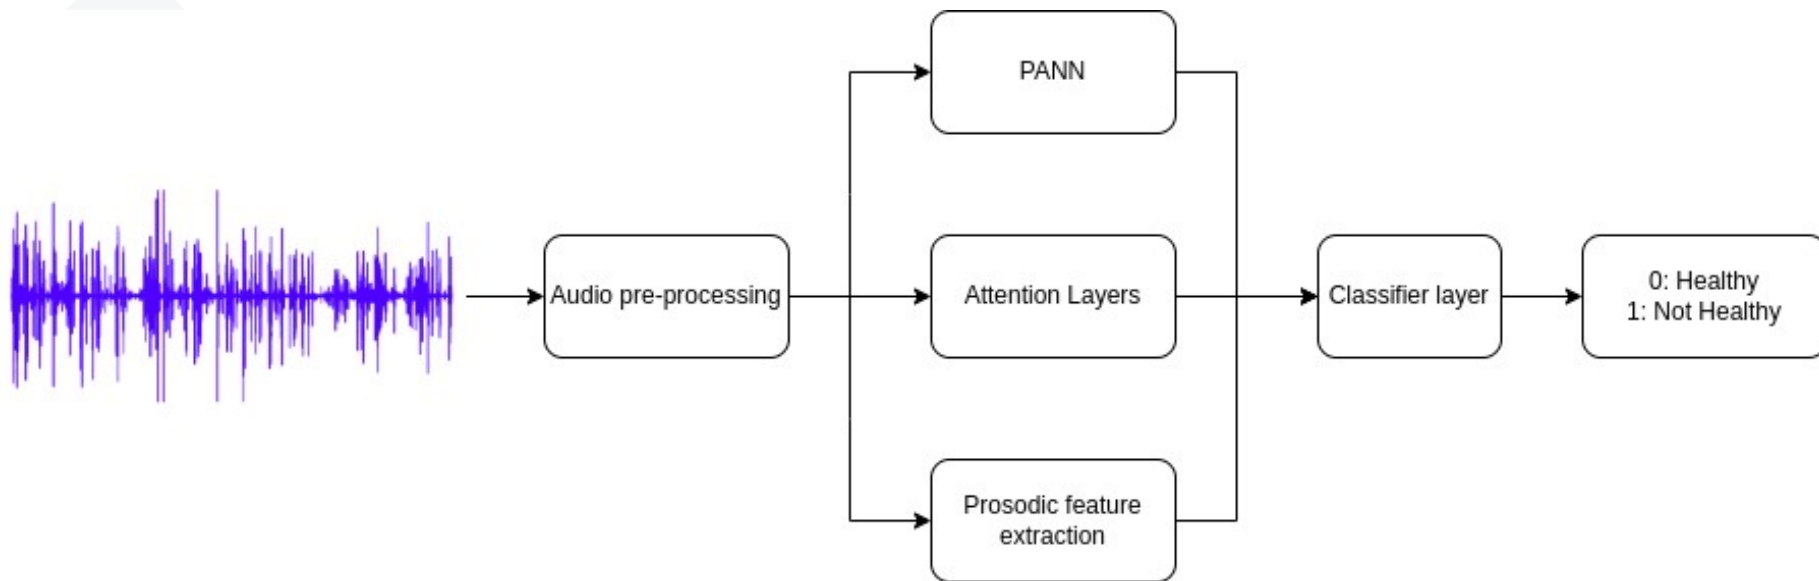 PANN
Audio pre-processing
Attention Layers
Classifier layer
0: Healthy
1: Not Healthy
Prosodic feature
extraction